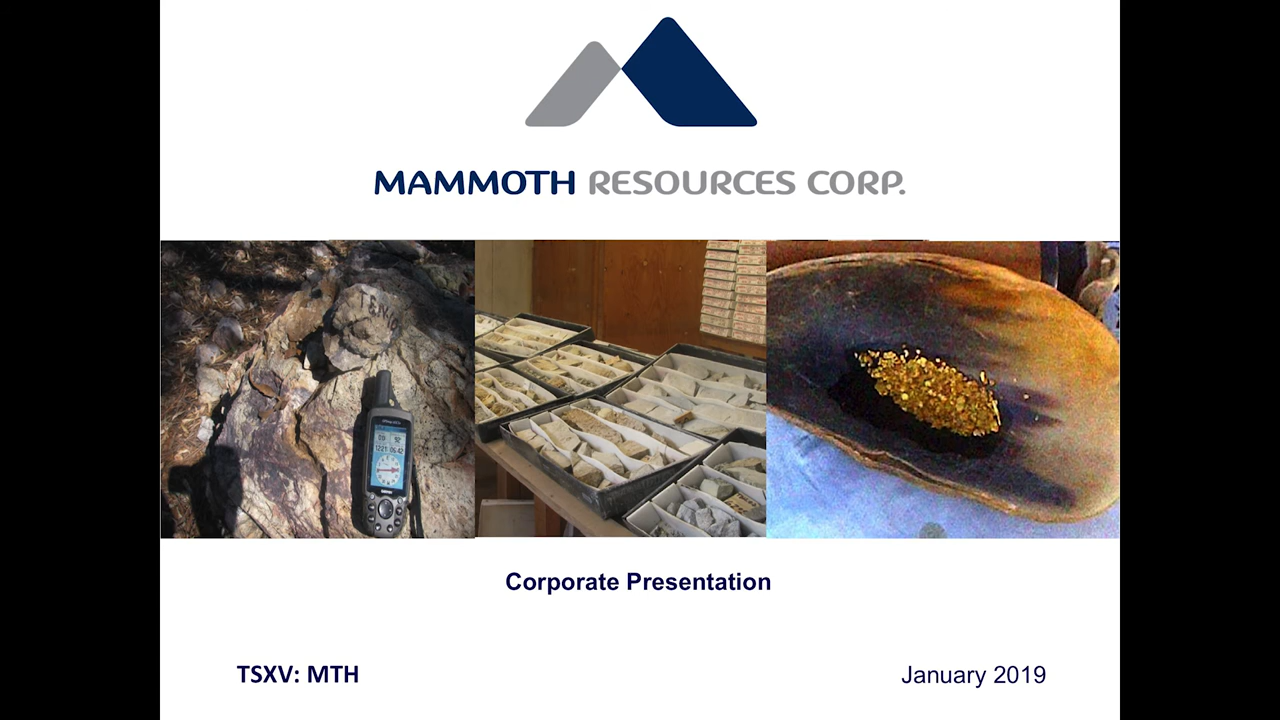 MAMMOTH RESOURCES CORP.
Corporate Presentation
TSXV: MTH
January 2019